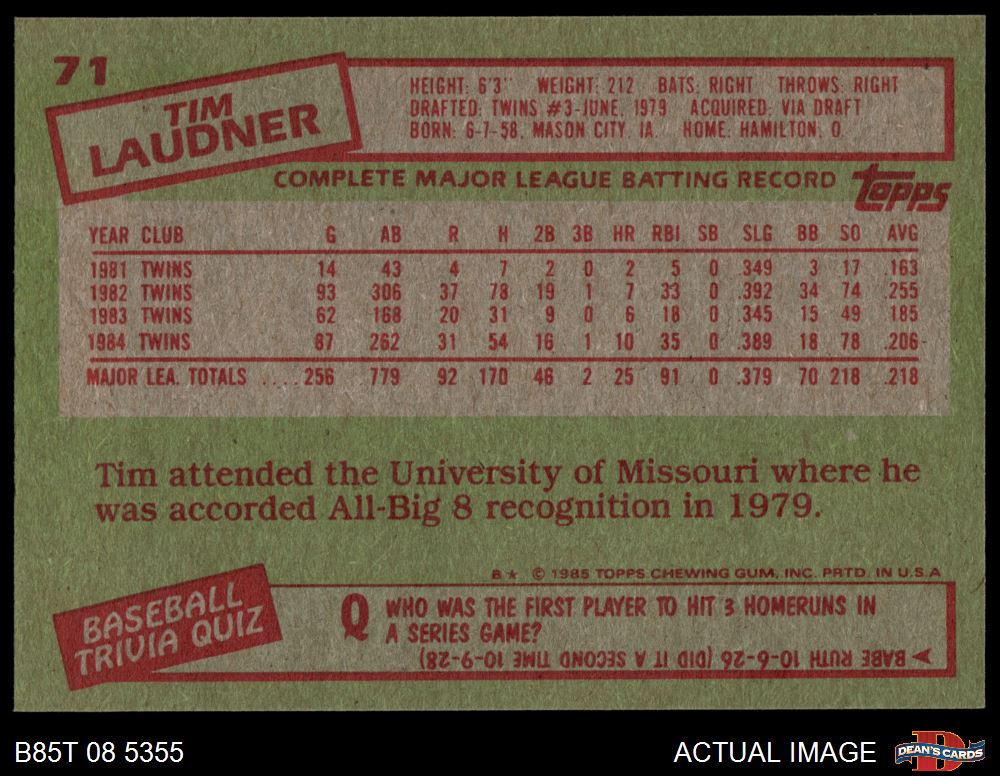 71
TIM
LAUDNER
HEIGHT: 6'3" WEIGHT: 212 BATS: RIGHT THROWS: RIGHT
DRAFTED: TWINS #3-JUNE, 1979 ACQUIRED: VIA DRAFT
BORN: 6-7-58, MASON CITY, IA. HOME: HAMILTON, O.
COMPLETE MAJOR LEAGUE BATTING RECORD
topps
YEAR CLUB G AB R H 2B 3B HR RBI SB SLG BB SO AVG
1981 TWINS 14 43 4 7 2 0 2 5 0 .349 3 17 .163
1982 TWINS 93 306 37 78 19 1 7 33 0 .392 34 74 .255
1983 TWINS 62 168 20 31 9 0 6 18 0 .345 15 49 .185
1984 TWINS 87 262 31 54 16 1 10 35 0 .389 18 78 .206
MAJOR LEA. TOTALS .... 256 779 92 170 46 2 25 91 0 .379 70 218 .218
Tim attended the University of Missouri where he
was accorded All-Big 8 recognition in 1979.
B★ © 1985 TOPPS CHEWING GUM, INC. PRTD. IN U.S.A
BASEBALL
TRIVIA QUIZ
Q WHO WAS THE FIRST PLAYER TO HIT 3 HOMERUNS IN
A SERIES GAME?
➤ BABE RUTH 10-6-26 (DID IT A SECOND TIME 10-9-28)
B85T 08 5355
ACTUAL IMAGE
D
DEAN'S CARDS